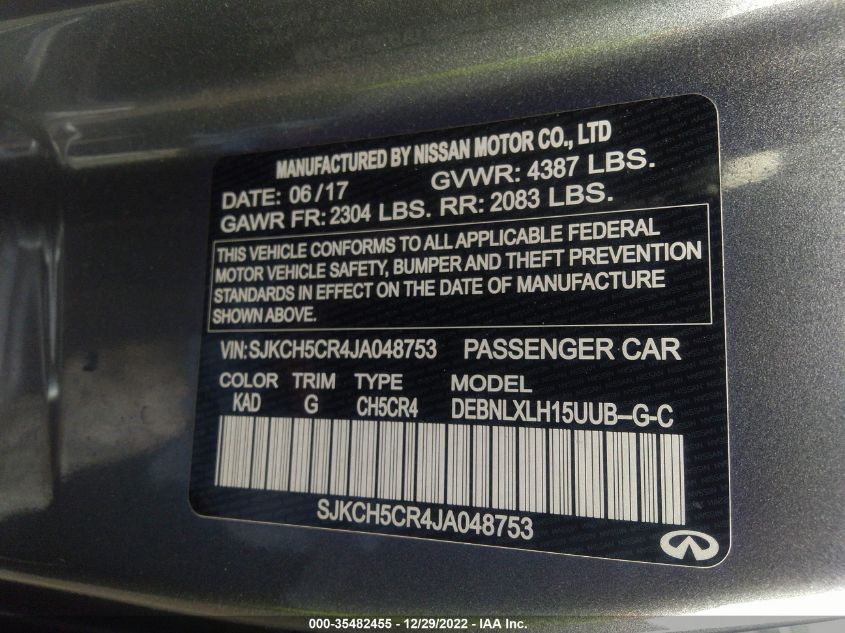 MANUFACTURED BY NISSAN MOTOR CO., LTD
DATE: 06/17 GVWR: 4387 LBS.
GAWR FR: 2304 LBS. RR: 2083 LBS.
THIS VEHICLE CONFORMS TO ALL APPLICABLE FEDERAL
MOTOR VEHICLE SAFETY, BUMPER AND THEFT PREVENTION
STANDARDS IN EFFECT ON THE DATE OF MANUFACTURE
SHOWN ABOVE.
VIN:SJKCH5CR4JA048753 PASSENGER CAR
COLOR TRIM TYPE MODEL
KAD G CH5CR4 DEBNLXLH15UUB-G-C
SJKCH5CR4JA048753
000-35482455 - 12/29/2022 - IAA Inc.